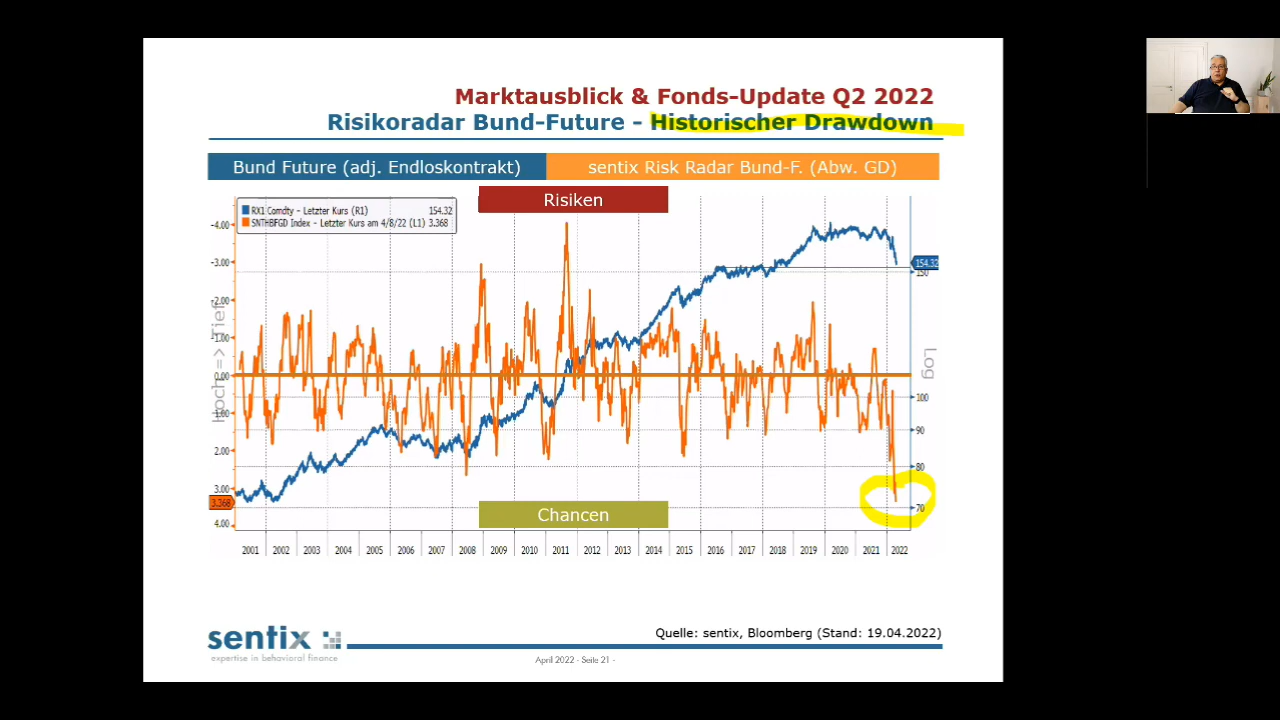 Marktausblick & Fonds-Update Q2 2022
Risikoradar Bund-Future - Historischer Drawdown
Bund Future (adj. Endloskontrakt)
sentix Risk Radar Bund-F. (Abw. GD)
Risiken
RX1 Comdty - Letzter Kurs (R1) 154.32
SNTHBFGD Index - Letzter Kurs am 4/8/22 (L1) 3.368
-4.00
-3.00
-2.00
-1.00
0.00
1.00
2.00
3.00
3.368
4.00
Hoch => Tief
154.32
150
Log
100
90
80
70
Chancen
2001 2002 2003 2004 2005 2006 2007 2008 2009 2010 2011 2012 2013 2014 2015 2016 2017 2018 2019 2020 2021 2022
sentix
expertise in behavioral finance
Quelle: sentix, Bloomberg (Stand: 19.04.2022)
April 2022 - Seite 21 -